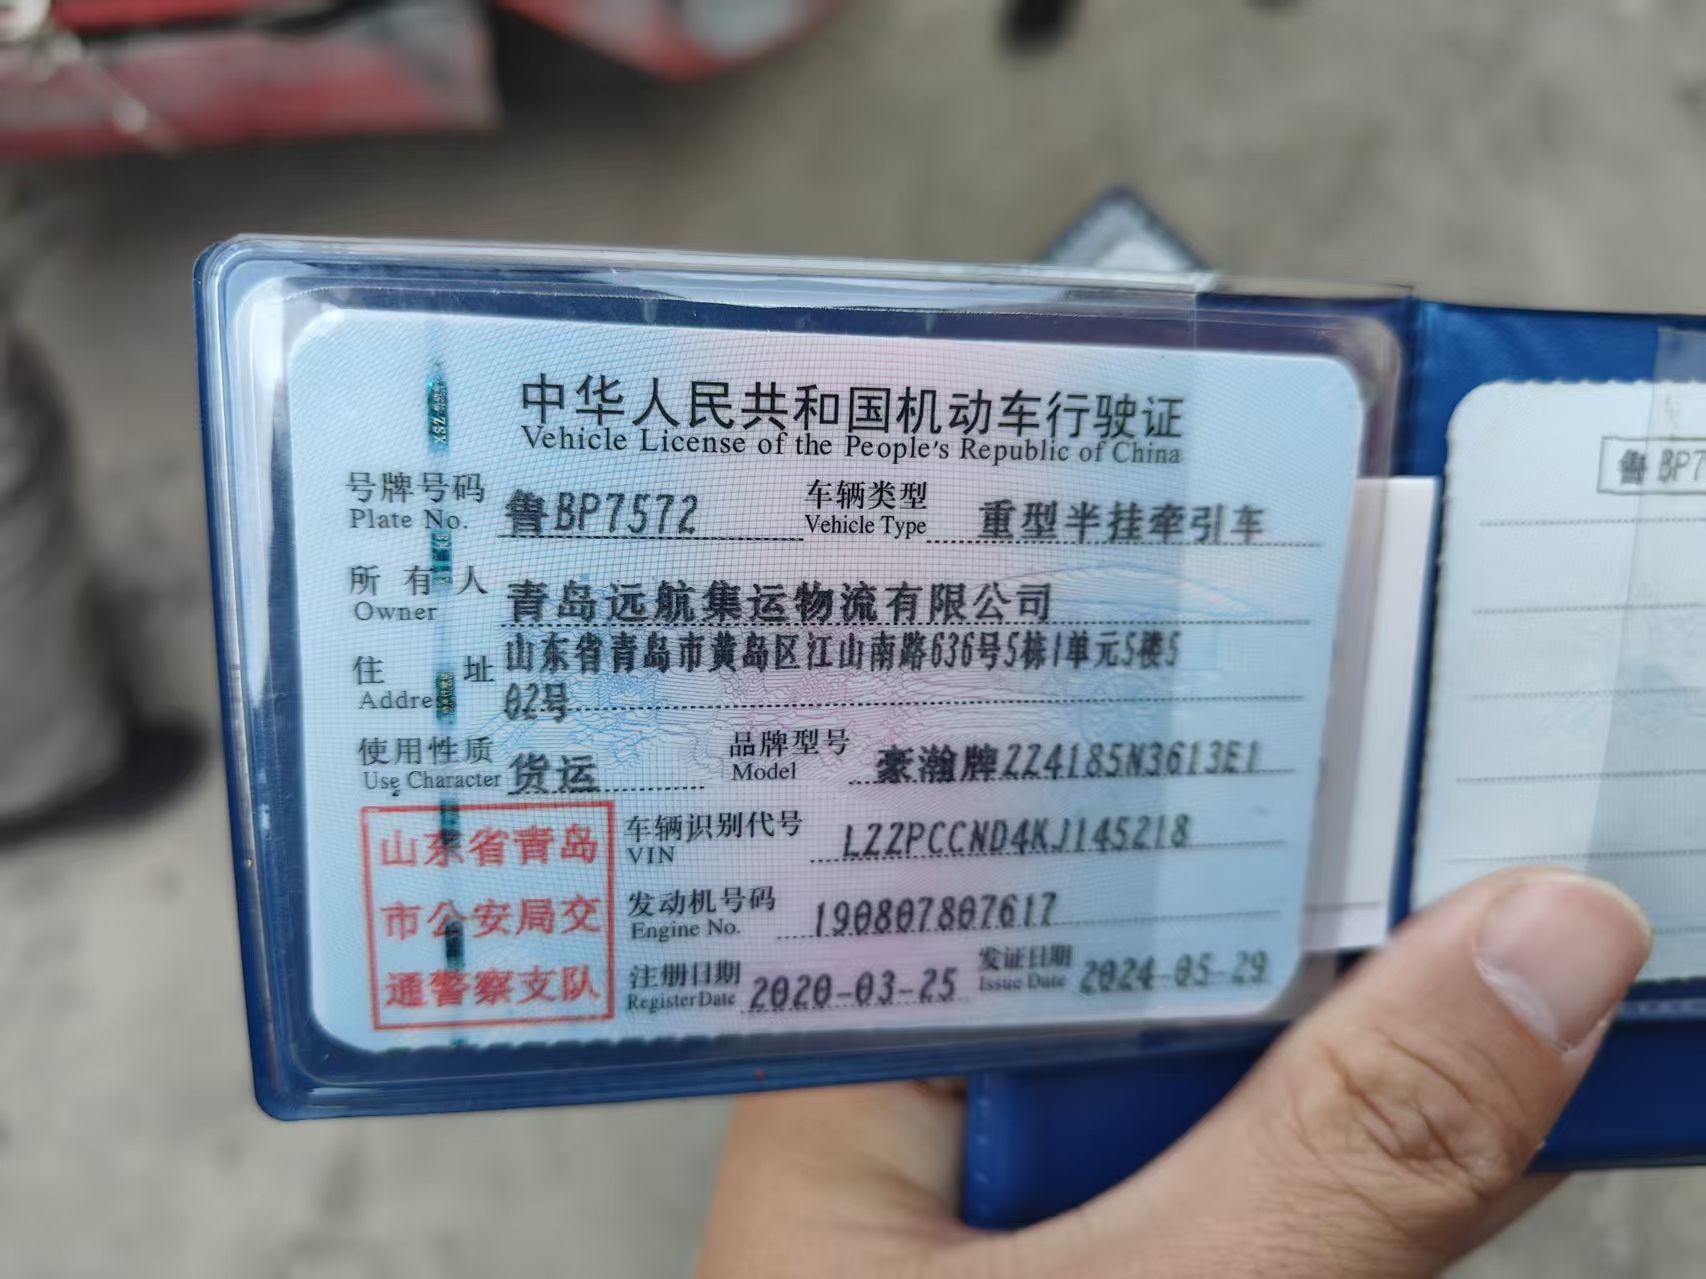 中华人民共和国机动车行驶证
Vehicle License of the People's Republic of China
号牌号码 鲁BP7572 车辆类型 重型半挂牵引车
Plate No. Vehicle Type
所有人 青岛远航集运物流有限公司
Owner
住址 山东省青岛市黄岛区江山南路636号5栋1单元5楼5
Addre 02号
使用性质 货运 品牌型号 豪瀚牌ZZ4185N3613E1
Use Character Model
山东省青岛
市公安局交
通警察支队
车辆识别代号 LZZPCCND4KJ145218
VIN
发动机号码 190807807617
Engine No.
注册日期 2020-03-25 发证日期 2024-05-29
Register Date Issue Date
鲁BP7